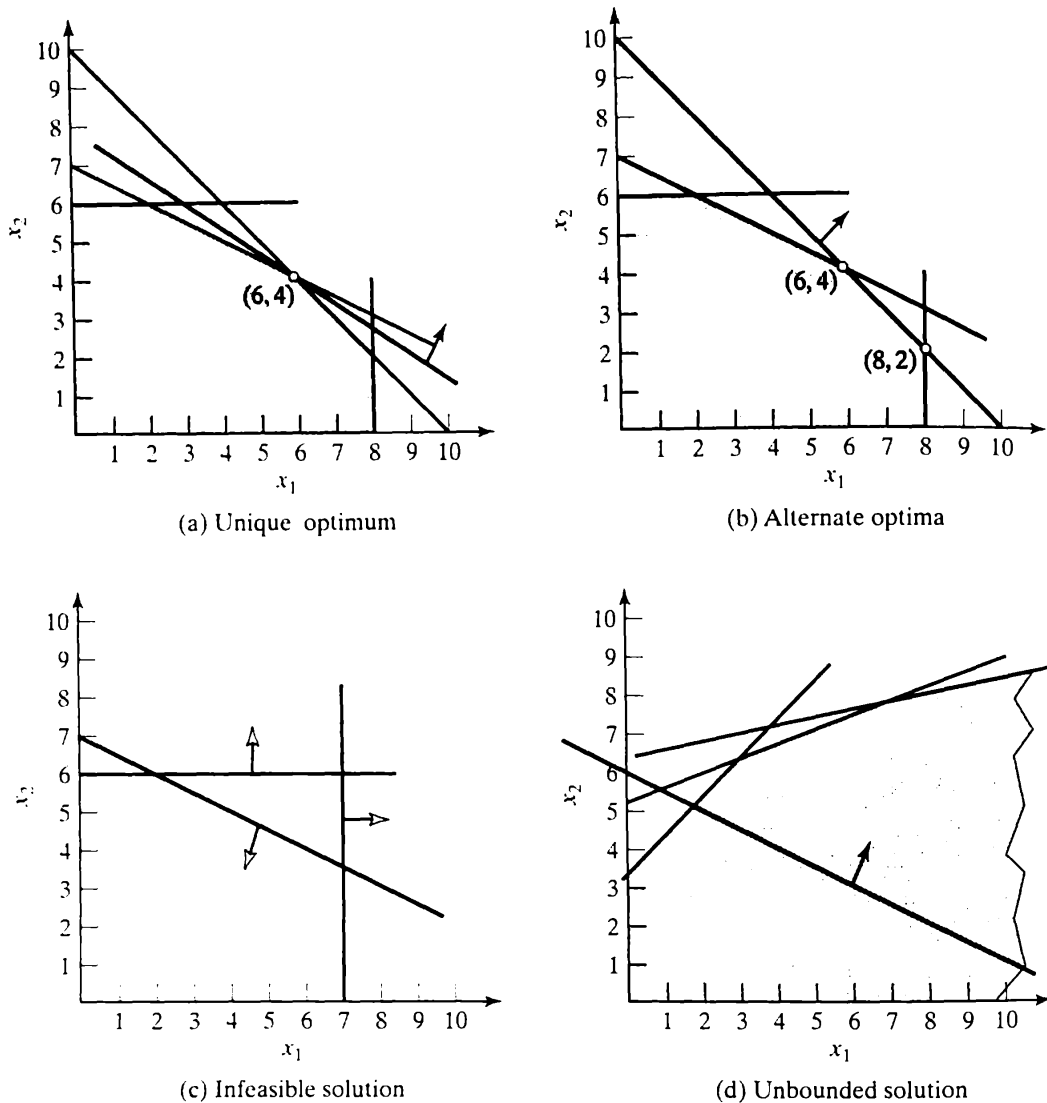 10
9
8
7
6
5
4
3
2
1
x2
(6, 4)
1 2 3 4 5 6 7 8 9 10
x1
(a) Unique optimum
10
9
8
7
6
5
4
3
2
1
x2
(6, 4)
(8, 2)
1 2 3 4 5 6 7 8 9 10
x1
(b) Alternate optima
10
9
8
7
6
5
4
3
2
1
x2
1 2 3 4 5 6 7 8 9 10
x1
(c) Infeasible solution
10
9
8
7
6
5
4
3
2
1
x2
1 2 3 4 5 6 7 8 9 10
x1
(d) Unbounded solution